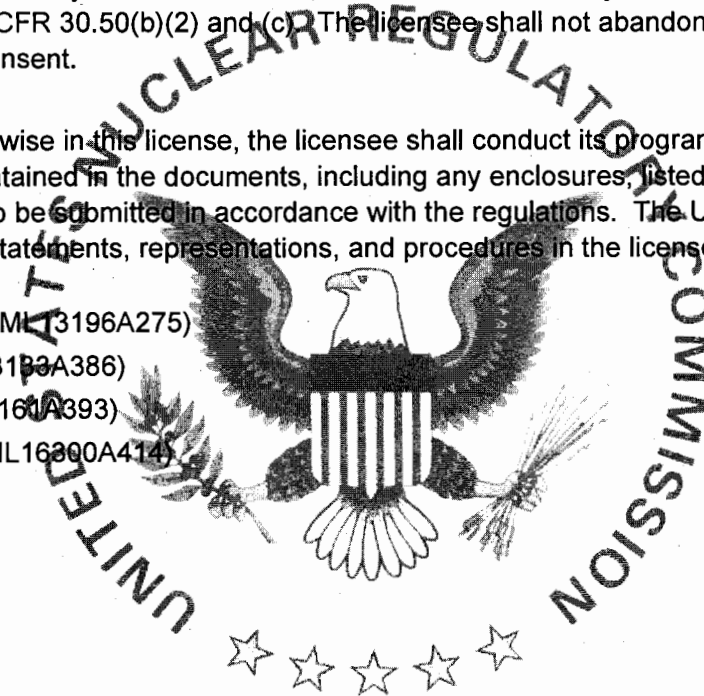 CFR 30.50(b)(2) and (c). The licensee shall not abandon
nsent.
wise in this license, the licensee shall conduct its program
tained in the documents, including any enclosures, listed
o be submitted in accordance with the regulations. The U
tatements, representations, and procedures in the license
ML13196A275)
3133A386)
161A393)
IL16300A414)
UNITED STATES NUCLEAR REGULATORY COMMISSION